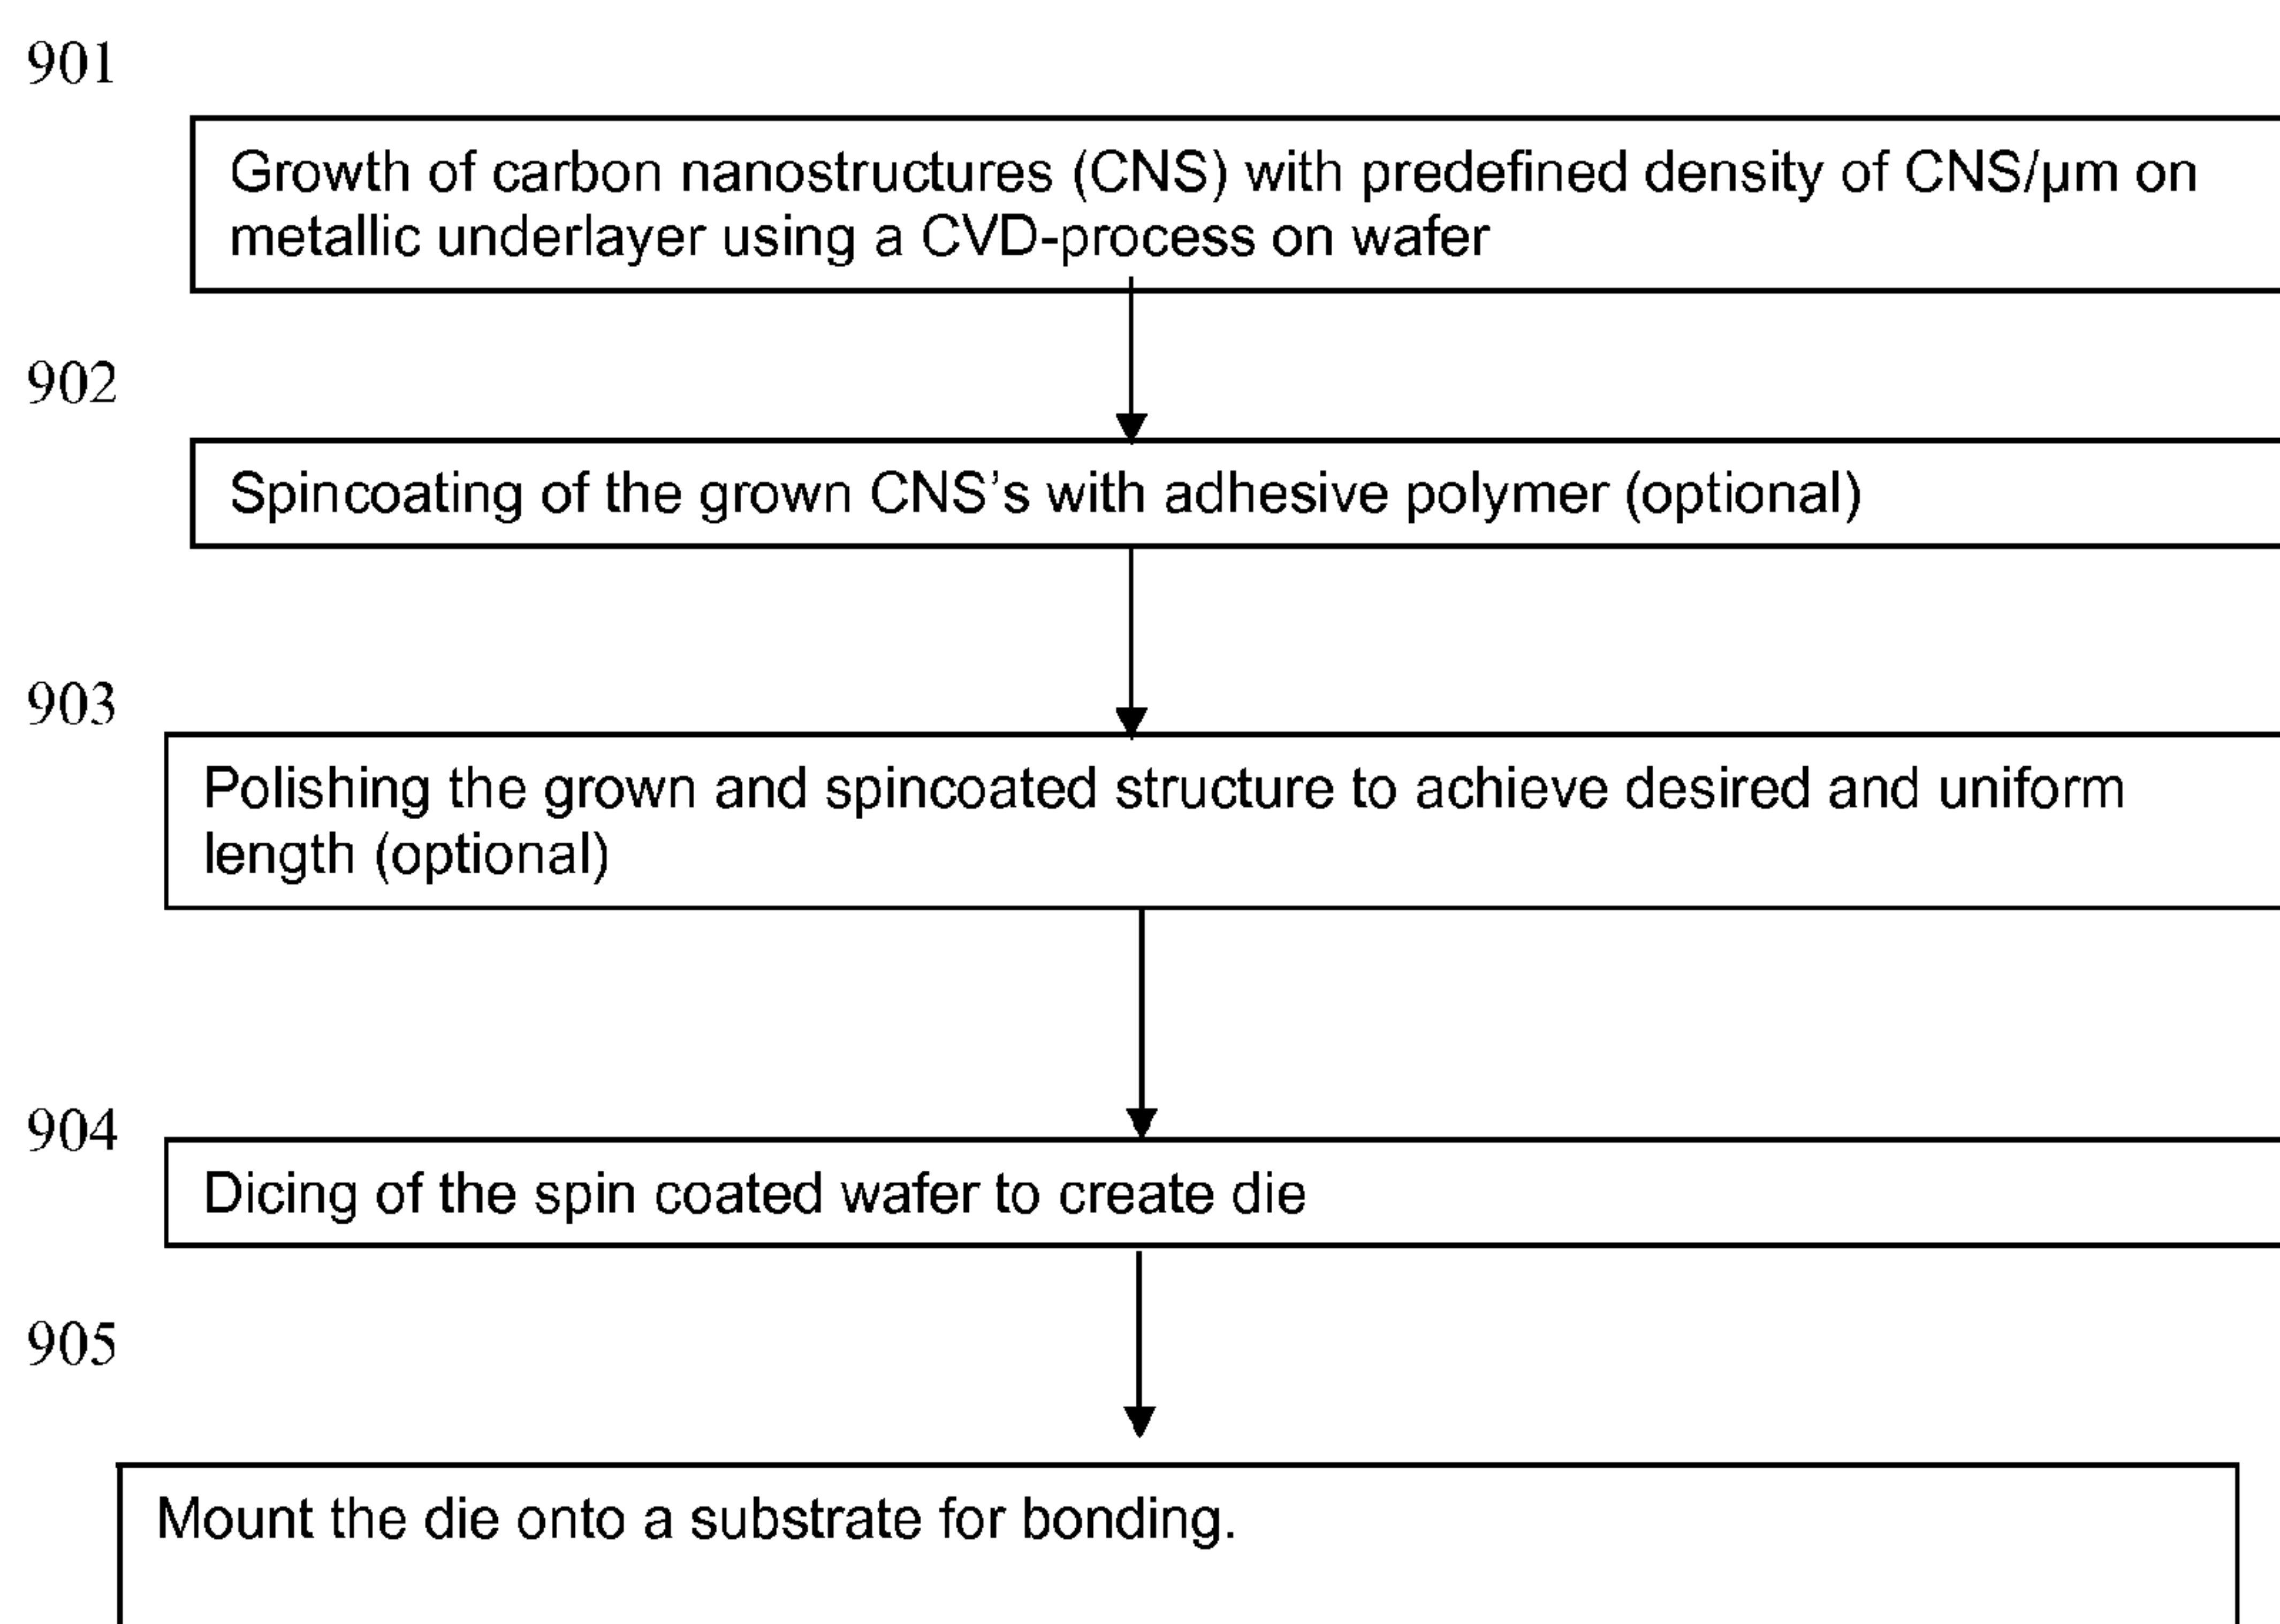 901
Growth of carbon nanostructures (CNS) with predefined density of CNS/µm on
metallic underlayer using a CVD-process on wafer
902
Spincoating of the grown CNS’s with adhesive polymer (optional)
903
Polishing the grown and spincoated structure to achieve desired and uniform
length (optional)
904
Dicing of the spin coated wafer to create die
905
Mount the die onto a substrate for bonding.